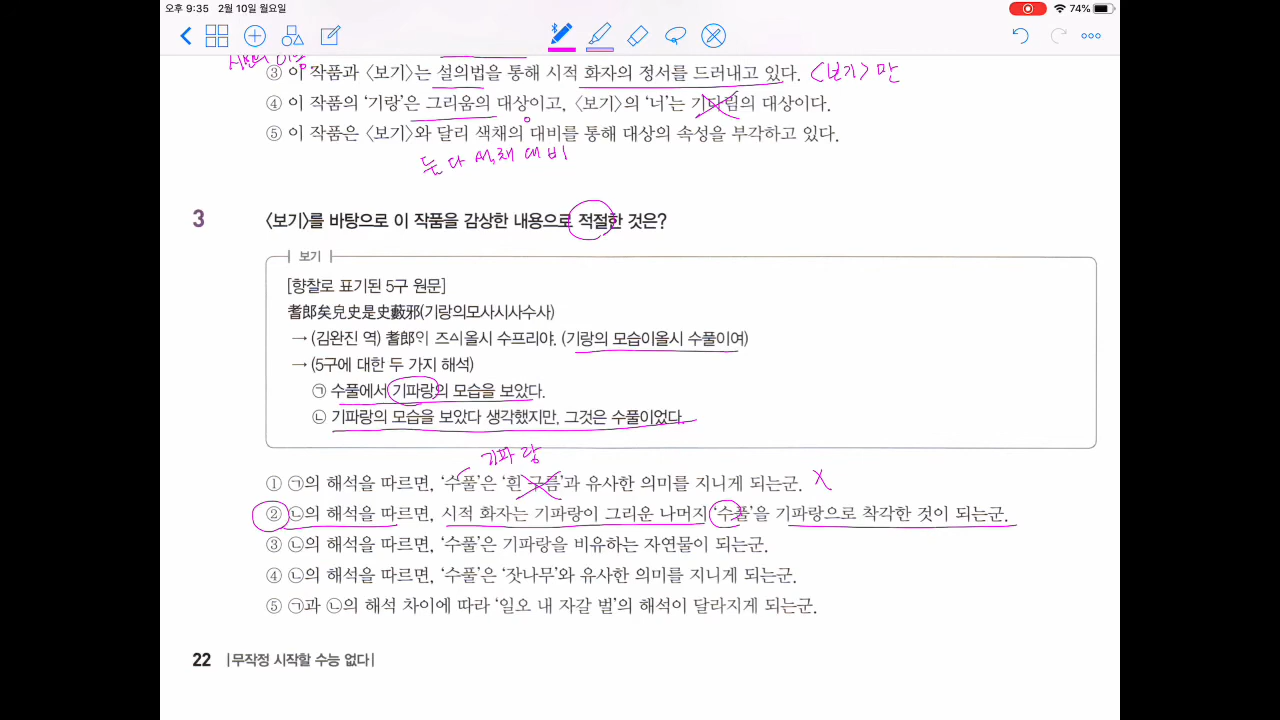 오후 9:35 2월 10일 월요일 74%
③ 이 작품과 〈보기〉는 설의법을 통해 시적 화자의 정서를 드러내고 있다. 〈보기〉만
④ 이 작품의 ‘기랑’은 그리움의 대상이고, 〈보기〉의 ‘너’는 기다림의 대상이다.
⑤ 이 작품은 〈보기〉와 달리 색채의 대비를 통해 대상의 속성을 부각하고 있다.
둘 다 색채 대비
3 〈보기〉를 바탕으로 이 작품을 감상한 내용으로 적절한 것은?
보기
[향찰로 표기된 5구 원문]
耆郎矣皃史是史藪邪(기랑의모사시사수사)
→ (김완진 역) 耆郎이 즈ᅀᅵ올시 수프리야. (기랑의 모습이올시 수풀이여)
→ (5구에 대한 두 가지 해석)
㉠ 수풀에서 기파랑의 모습을 보았다.
㉡ 기파랑의 모습을 보았다 생각했지만, 그것은 수풀이었다.
기파랑
① ㉠의 해석을 따르면, ‘수풀’은 ‘흰 구름’과 유사한 의미를 지니게 되는군. X
② ㉡의 해석을 따르면, 시적 화자는 기파랑이 그리운 나머지 ‘수풀’을 기파랑으로 착각한 것이 되는군.
③ ㉡의 해석을 따르면, ‘수풀’은 기파랑을 비유하는 자연물이 되는군.
④ ㉡의 해석을 따르면, ‘수풀’은 ‘잣나무’와 유사한 의미를 지니게 되는군.
⑤ ㉠과 ㉡의 해석 차이에 따라 ‘일오 내 자갈 벌’의 해석이 달라지게 되는군.
22 |무작정 시작할 수능 없다|